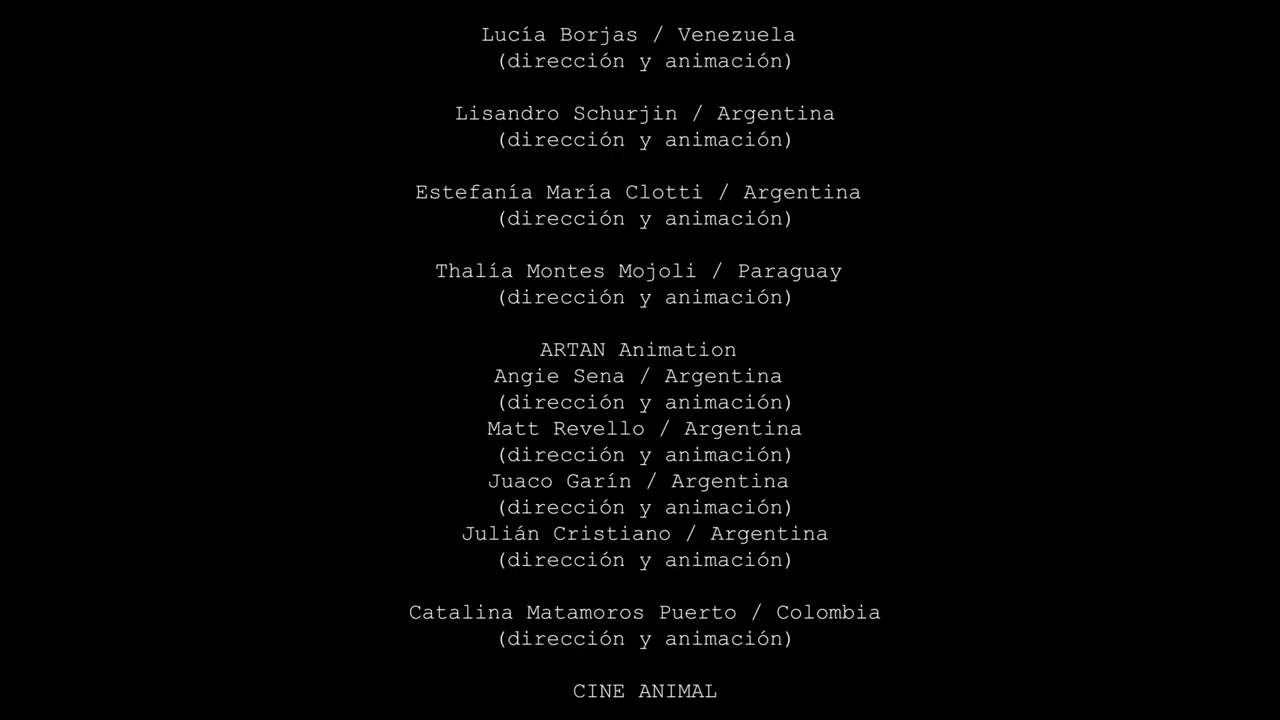 Lucía Borjas / Venezuela
(dirección y animación)
Lisandro Schurjin / Argentina
(dirección y animación)
Estefanía María Clotti / Argentina
(dirección y animación)
Thalía Montes Mojoli / Paraguay
(dirección y animación)
ARTAN Animation
Angie Sena / Argentina
(dirección y animación)
Matt Revello / Argentina
(dirección y animación)
Juaco Garín / Argentina
(dirección y animación)
Julián Cristiano / Argentina
(dirección y animación)
Catalina Matamoros Puerto / Colombia
(dirección y animación)
CINE ANIMAL